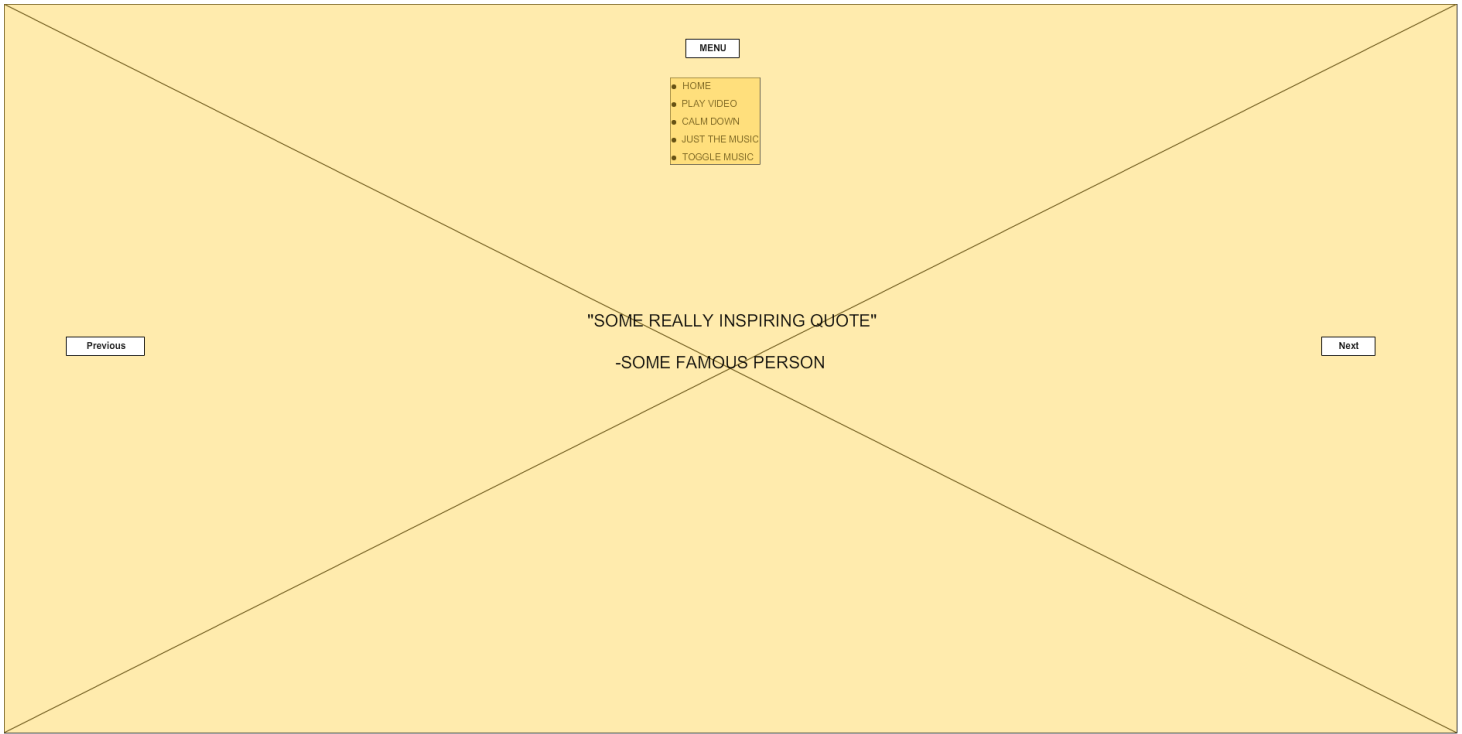 MENU
HOME
PLAY VIDEO
CALM DOWN
JUST THE MUSIC
TOGGLE MUSIC
"SOME REALLY INSPIRING QUOTE"
Previous
Next
-SOME FAMOUS PERSON